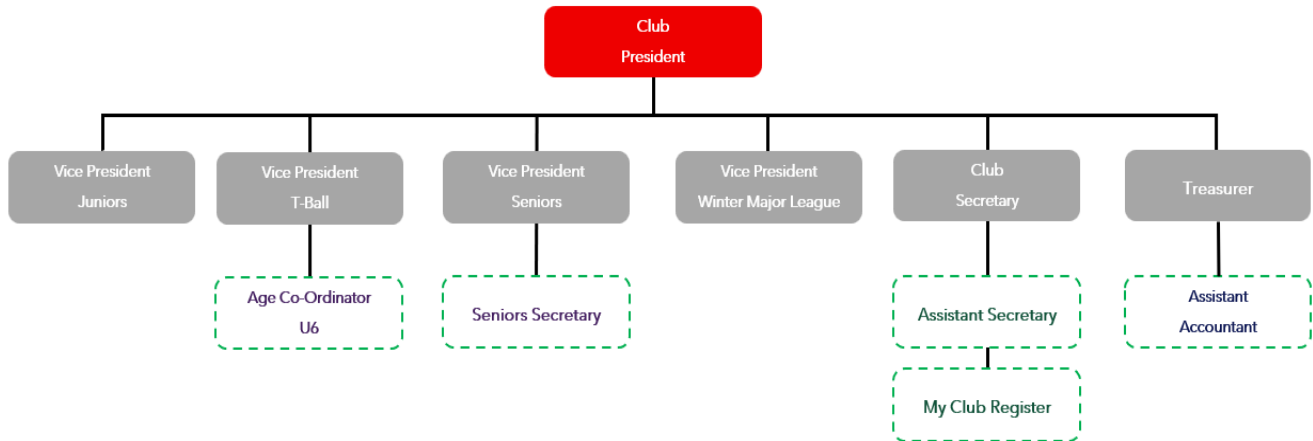 Club
President
Vice President
Juniors
Vice President
T-Ball
Vice President
Seniors
Vice President
Winter Major League
Club
Secretary
Treasurer
Age Co-Ordinator
U6
Seniors Secretary
Assistant Secretary
Assistant
Accountant
My Club Register